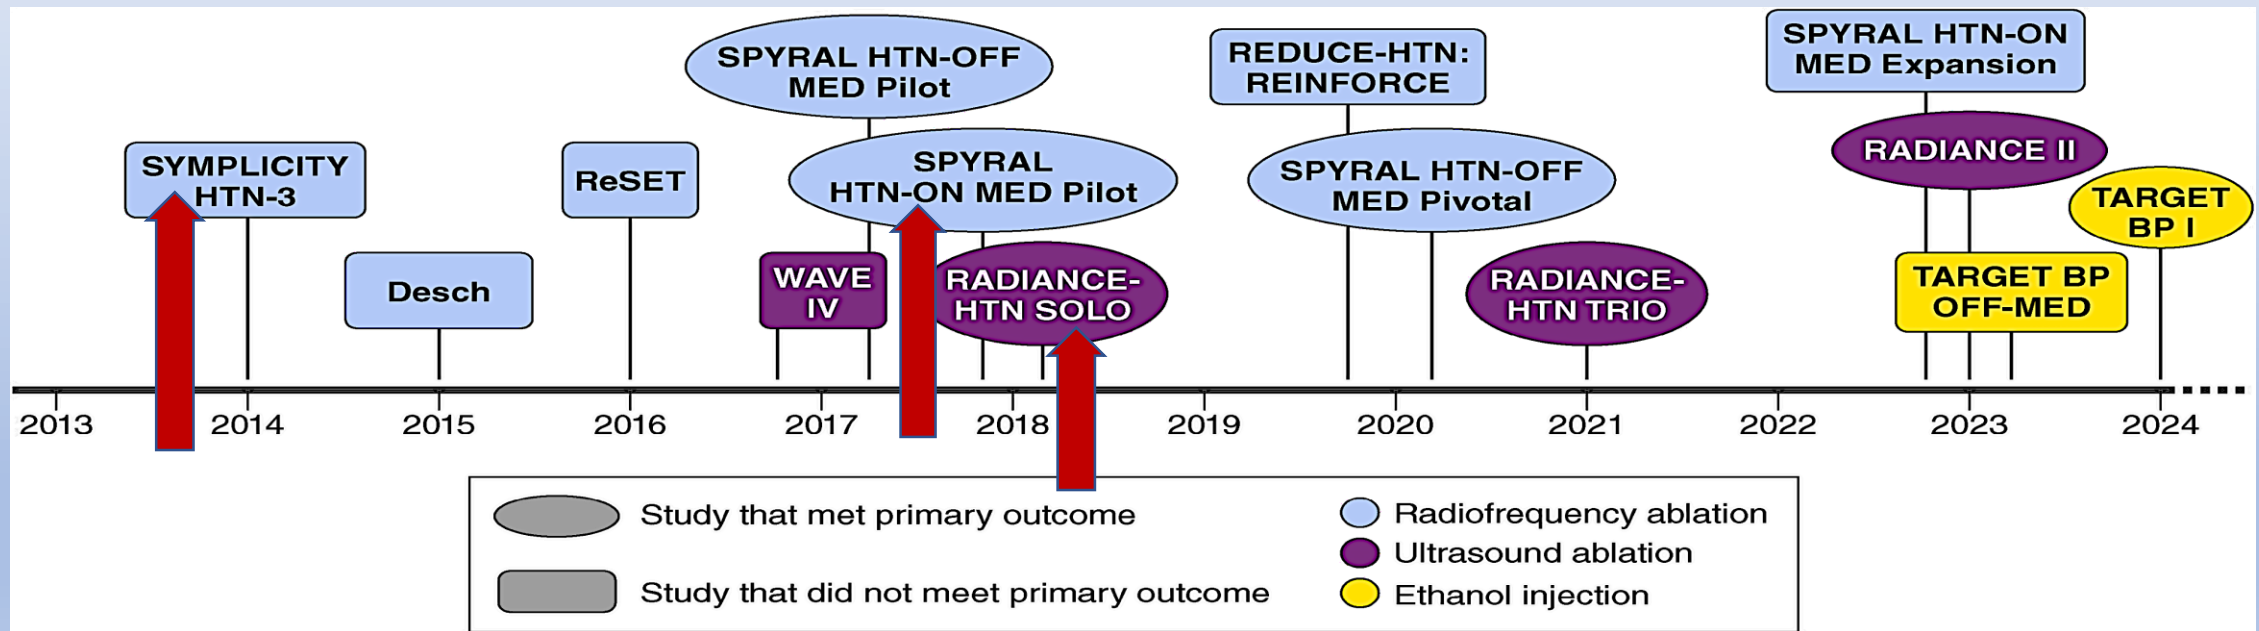 SPYRAL HTN-OFF
MED Pilot
REDUCE-HTN:
REINFORCE
SPYRAL HTN-ON
MED Expansion
SYMPLICITY
HTN-3
ReSET
SPYRAL
HTN-ON MED Pilot
SPYRAL HTN-OFF
MED Pivotal
RADIANCE II
TARGET
BP I
Desch
WAVE
IV
RADIANCE-
HTN SOLO
RADIANCE-
HTN TRIO
TARGET BP
OFF-MED
2013 2014 2015 2016 2017 2018 2019 2020 2021 2022 2023 2024
Study that met primary outcome
Study that did not meet primary outcome
Radiofrequency ablation
Ultrasound ablation
Ethanol injection